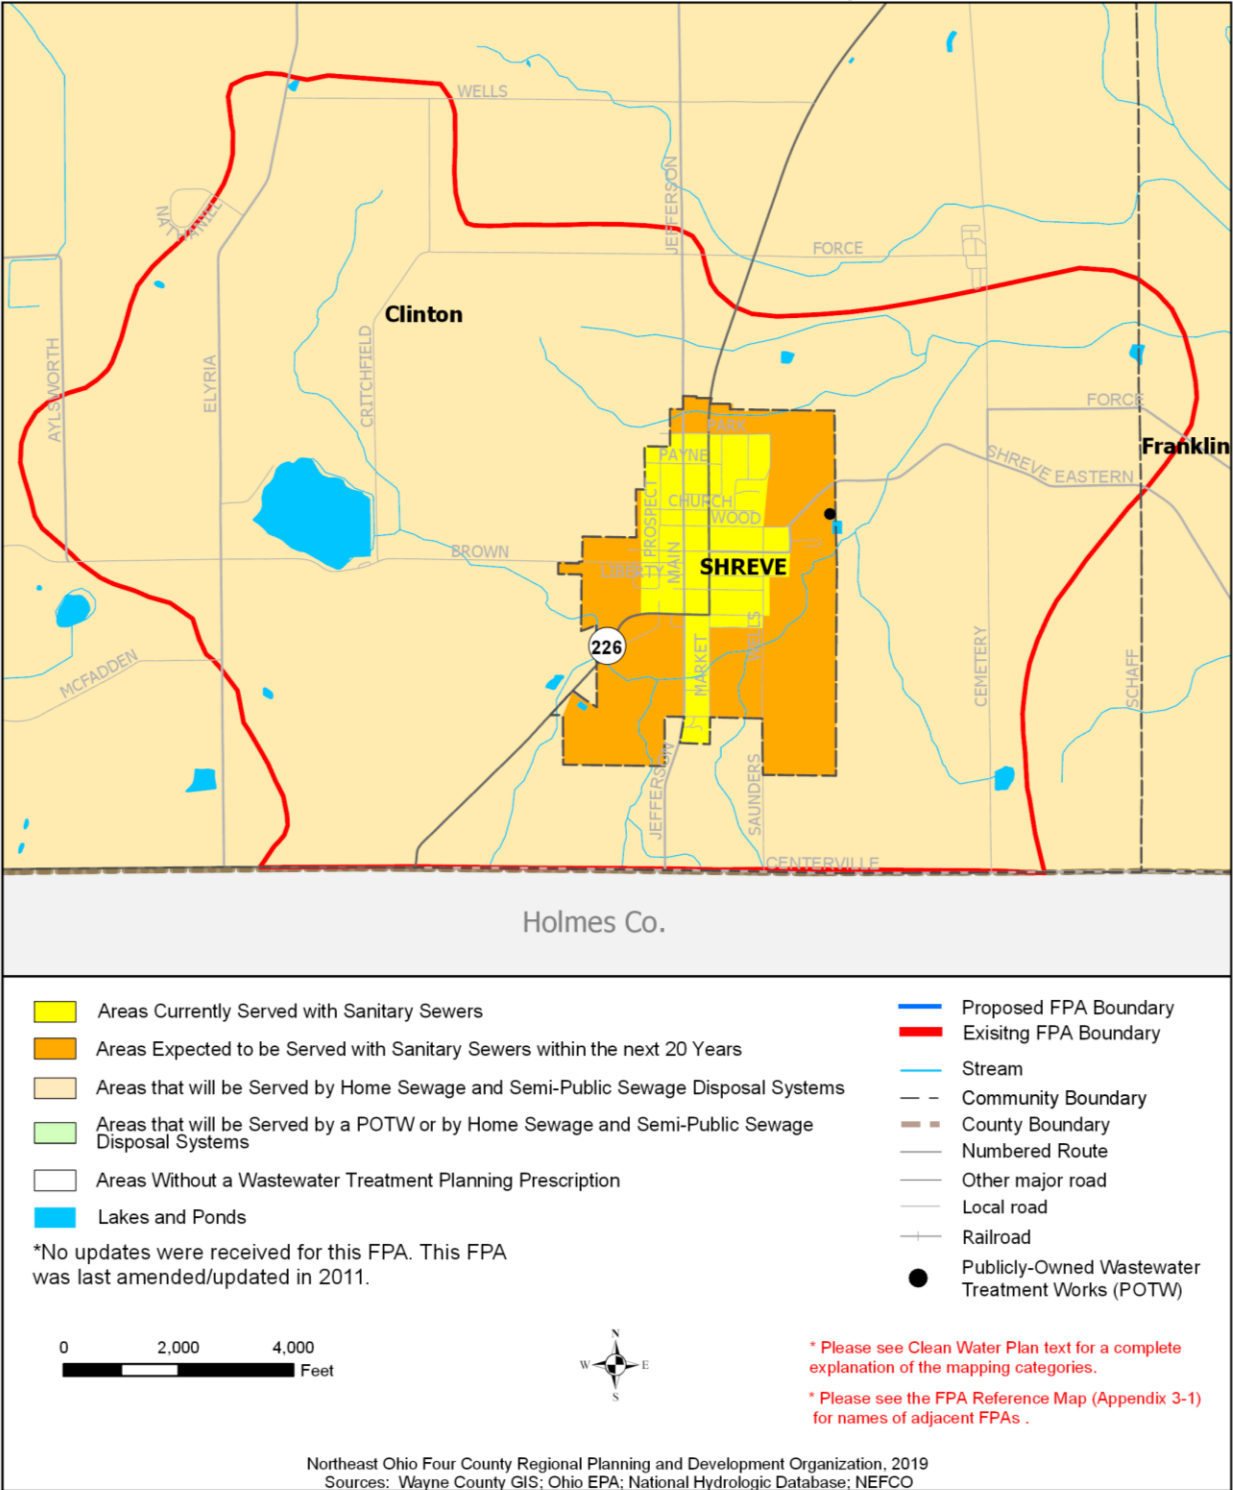 WELLS
JEFFERSON
NATHANIEL
FORCE
Clinton
AYLSWORTH
ELYRIA
CRITCHFIELD
FORCE
PARK
Franklin
PAYNE
SHREVE EASTERN
CHURCH
PROSPECT
WOOD
BROWN
MAIN
SHREVE
LIBERTY
226
WELLS
MARKET
CEMETERY
SCHAFF
MCFADDEN
JEFFERSON
SAUNDERS
CENTERVILLE
Holmes Co.
Areas Currently Served with Sanitary Sewers
Areas Expected to be Served with Sanitary Sewers within the next 20 Years
Areas that will be Served by Home Sewage and Semi-Public Sewage Disposal Systems
Areas that will be Served by a POTW or by Home Sewage and Semi-Public Sewage
Disposal Systems
Areas Without a Wastewater Treatment Planning Prescription
Lakes and Ponds
*No updates were received for this FPA. This FPA
was last amended/updated in 2011.
Proposed FPA Boundary
Exisitng FPA Boundary
Stream
Community Boundary
County Boundary
Numbered Route
Other major road
Local road
Railroad
Publicly-Owned Wastewater
Treatment Works (POTW)
0 2,000 4,000
Feet
N
W E
S
* Please see Clean Water Plan text for a complete
explanation of the mapping categories.
* Please see the FPA Reference Map (Appendix 3-1)
for names of adjacent FPAs .
Northeast Ohio Four County Regional Planning and Development Organization, 2019
Sources: Wayne County GIS; Ohio EPA; National Hydrologic Database; NEFCO